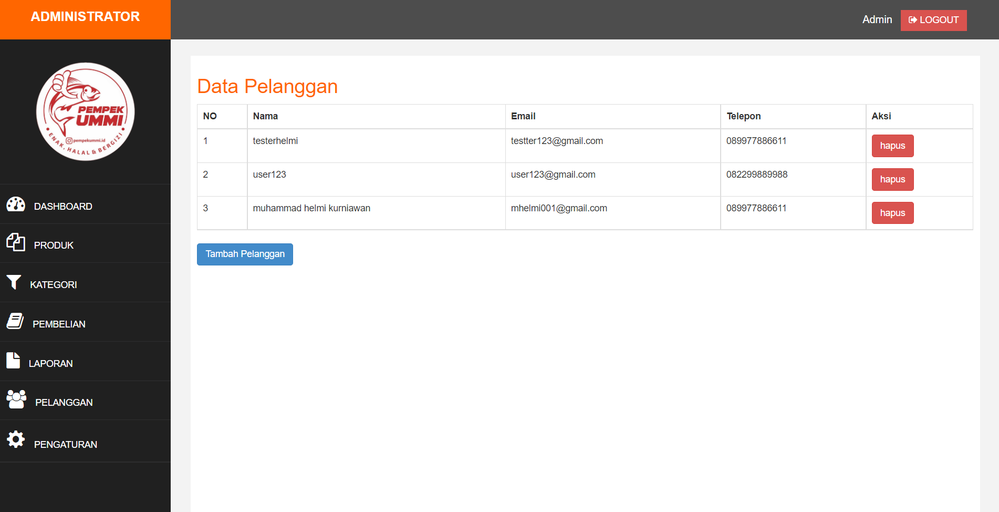 ADMINISTRATOR
Admin LOGOUT
PEMPEK
UMMI
pempekummi.id
• ENAK, HALAL & BERGIZI •
DASHBOARD
PRODUK
KATEGORI
PEMBELIAN
LAPORAN
PELANGGAN
PENGATURAN
Data Pelanggan
NO Nama Email Telepon Aksi
1 testerhelmi testter123@gmail.com 089977886611 hapus
2 user123 user123@gmail.com 082299889988 hapus
3 muhammad helmi kurniawan mhelmi001@gmail.com 089977886611 hapus
Tambah Pelanggan